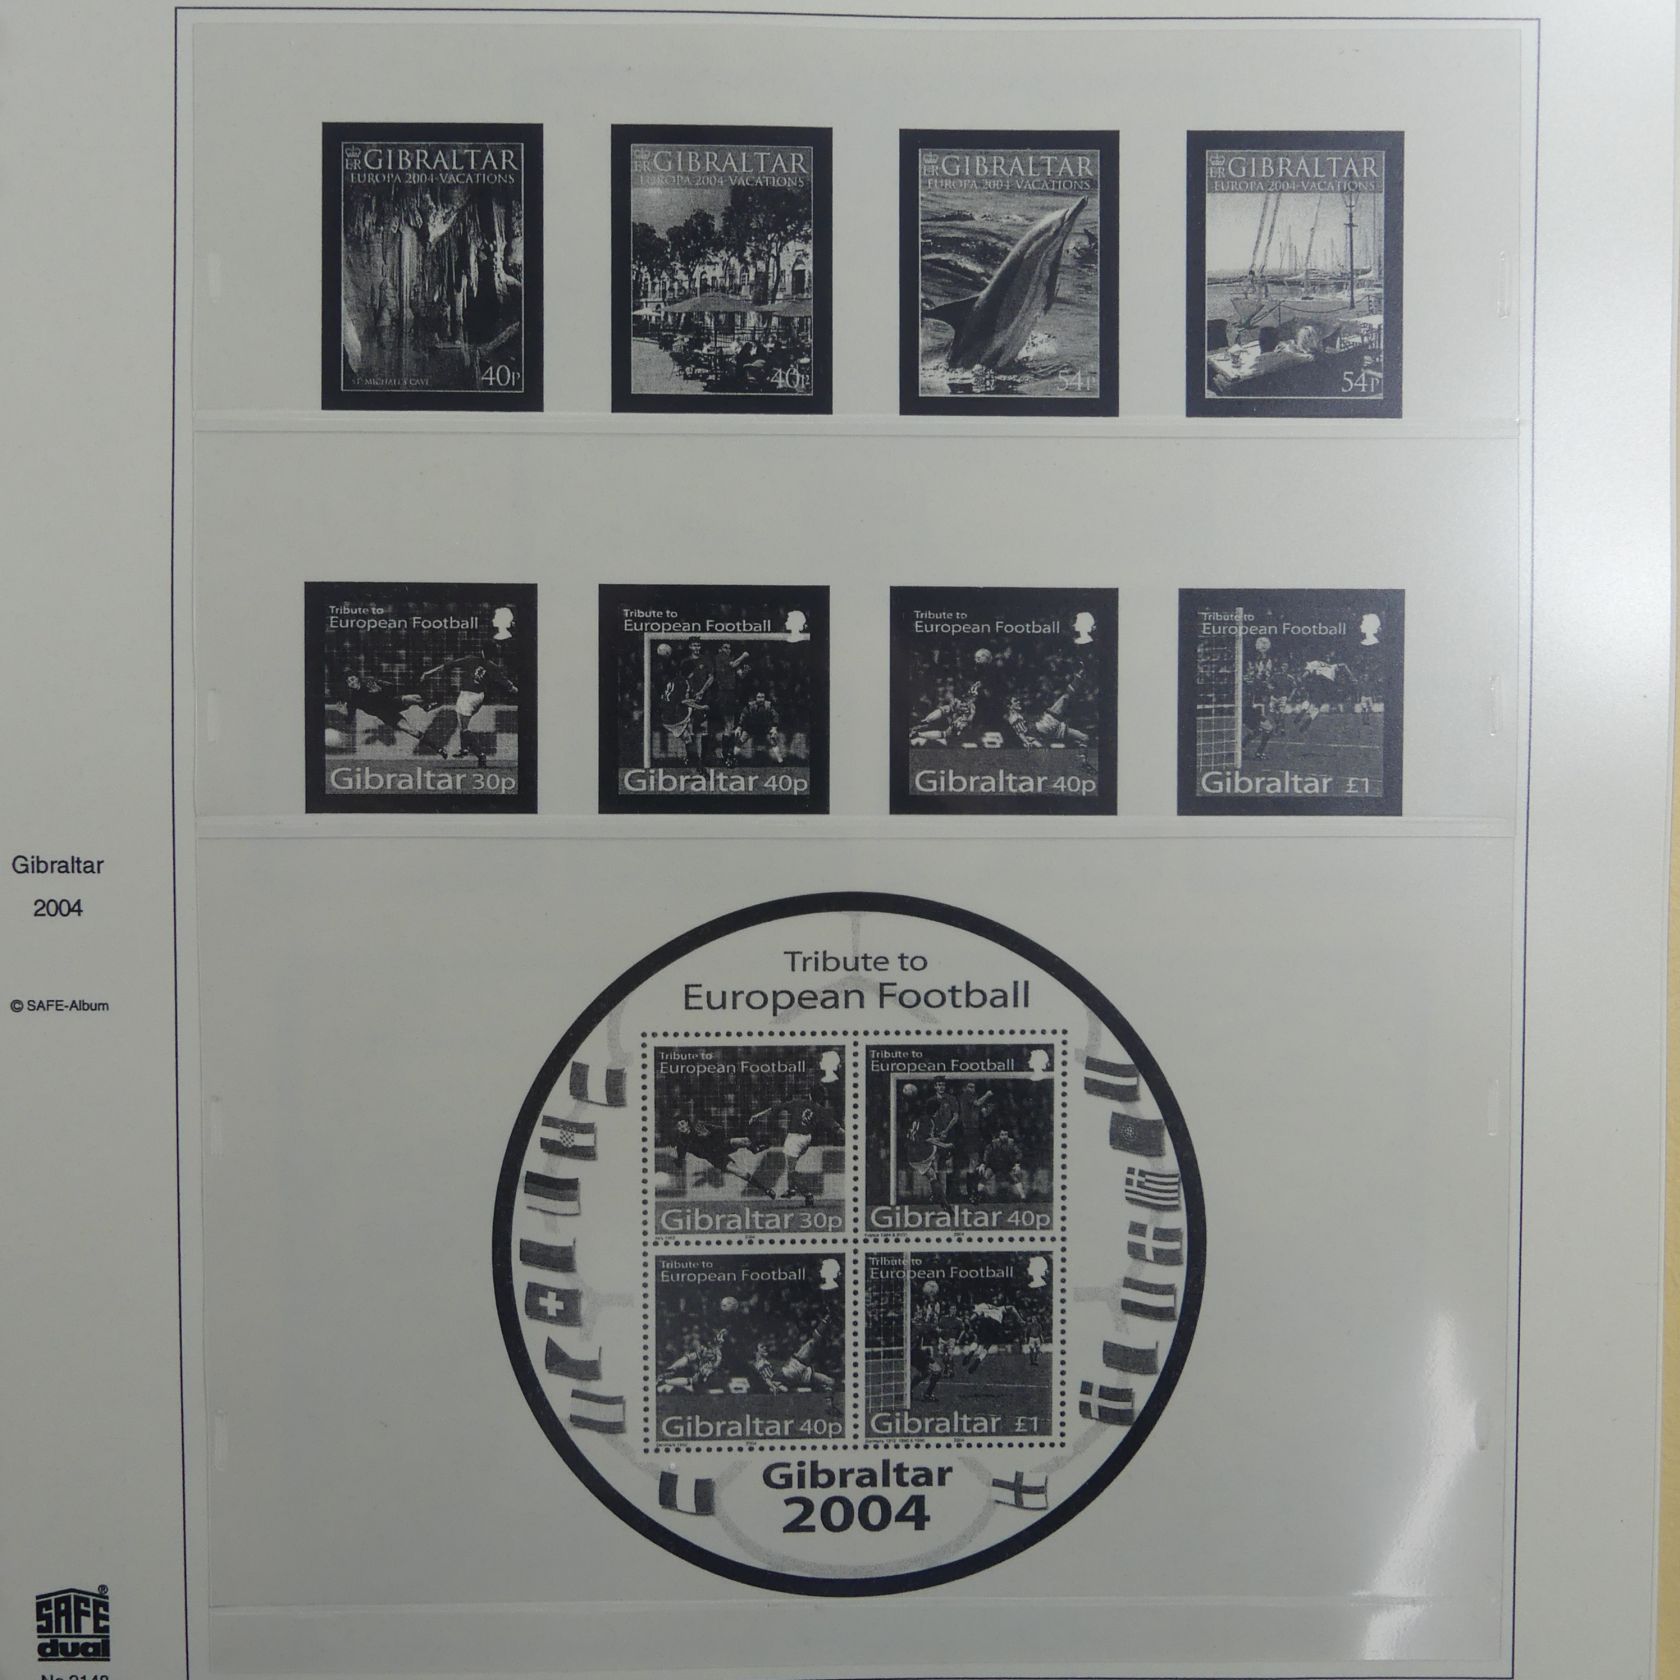 GIBRALTAR
EUROPA 2004-VACATIONS
ST. MICHAEL'S CAVE 40P
GIBRALTAR
EUROPA 2004-VACATIONS
40P
GIBRALTAR
EUROPA 2004-VACATIONS
54P
GIBRALTAR
EUROPA 2004-VACATIONS
54P
Tribute to
European Football
Gibraltar 30p
Tribute to
European Football
Gibraltar 40p
Tribute to
European Football
Gibraltar 40p
Tribute to
European Football
Gibraltar £1
Gibraltar
2004
© SAFE-Album
Tribute to
European Football
Tribute to
European Football
Gibraltar 30p
2004
Tribute to
European Football
Gibraltar 40p
2004
Tribute to
European Football
Gibraltar 40p
2004
Tribute to
European Football
Gibraltar £1
2004
Gibraltar
2004
SAFE®
dual